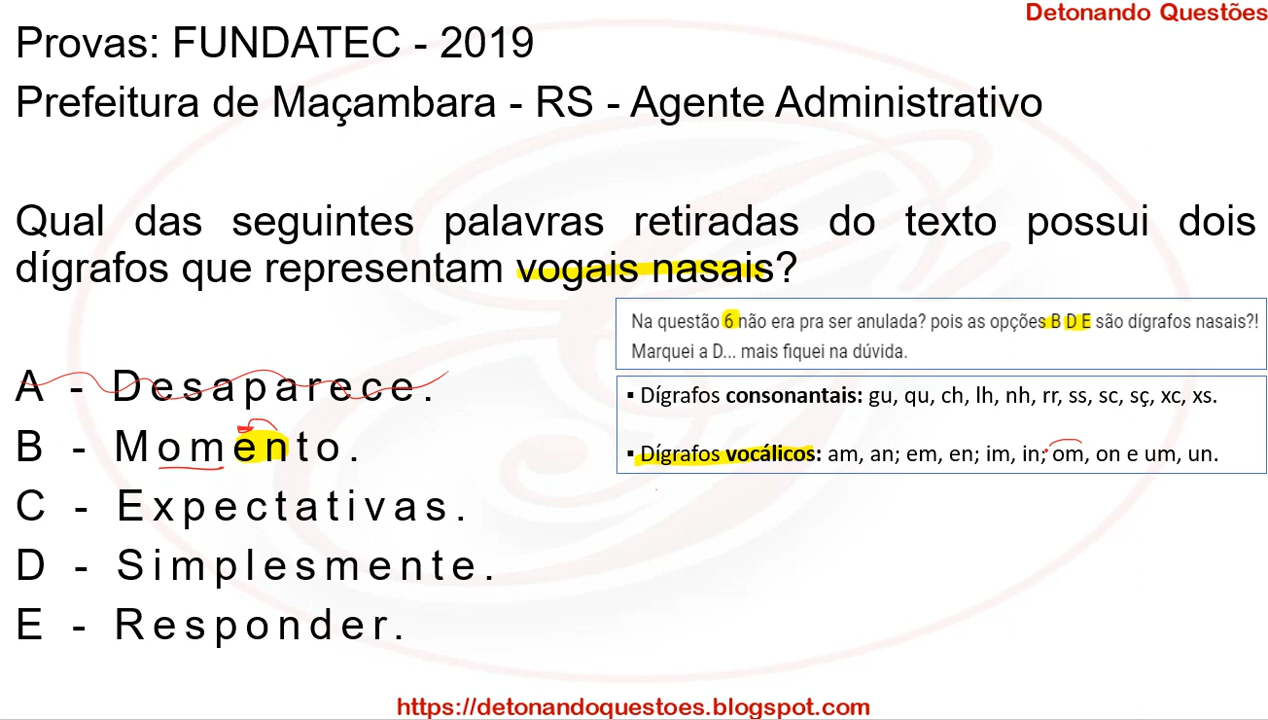 Detonando Questões
Provas: FUNDATEC - 2019
Prefeitura de Maçambara - RS - Agente Administrativo
Qual das seguintes palavras retiradas do texto possui dois
dígrafos que representam vogais nasais?
Na questão 6 não era pra ser anulada? pois as opções B D E são dígrafos nasais?!
Marquei a D... mais fiquei na dúvida.
▪ Dígrafos consonantais: gu, qu, ch, lh, nh, rr, ss, sc, sç, xc, xs.
▪ Dígrafos vocálicos: am, an; em, en; im, in; om, on e um, un.
A - Desaparece.
B - Momento.
C - Expectativas.
D - Simplesmente.
E - Responder.
https://detonandoquestoes.blogspot.com